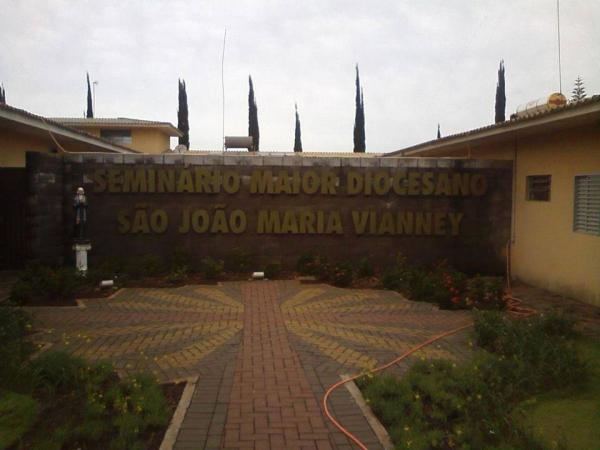 SEMINÁRIO MAIOR DIOCESANO
SÃO JOÃO MARIA VIANNEY